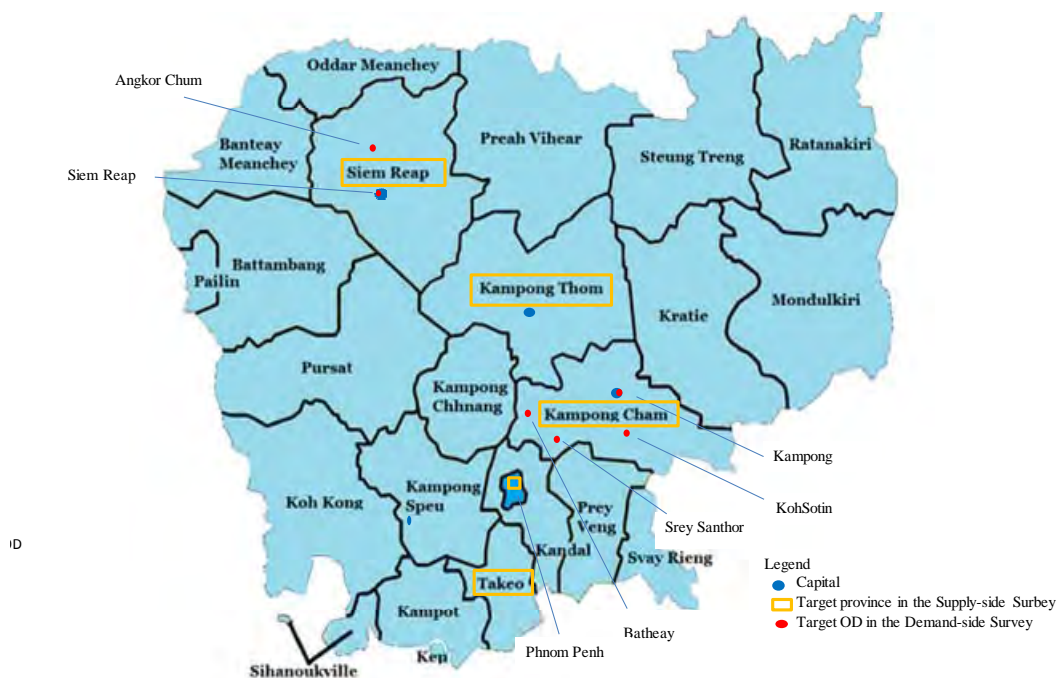 Oddar Meanchey
Angkor Chum
Preah Vihear
Ratanakiri
Banteay
Meanchey
Steung Treng
Siem Reap
Siem Reap
Battambang
Pailin
Kampong Thom
Mondulkiri
Kratie
Pursat
Kampong
Chhnang
Kampong Cham
Kampong
Koh Kong
Kampong
Speu
KohSotin
Prey
Veng
Srey Santhor
Kandal
Svay Rieng
Legend
Capital
Target province in the Supply-side Surbey
Target OD in the Demand-side Survey
Takeo
Kampot
Batheay
Phnom Penh
Kep
Sihanoukville